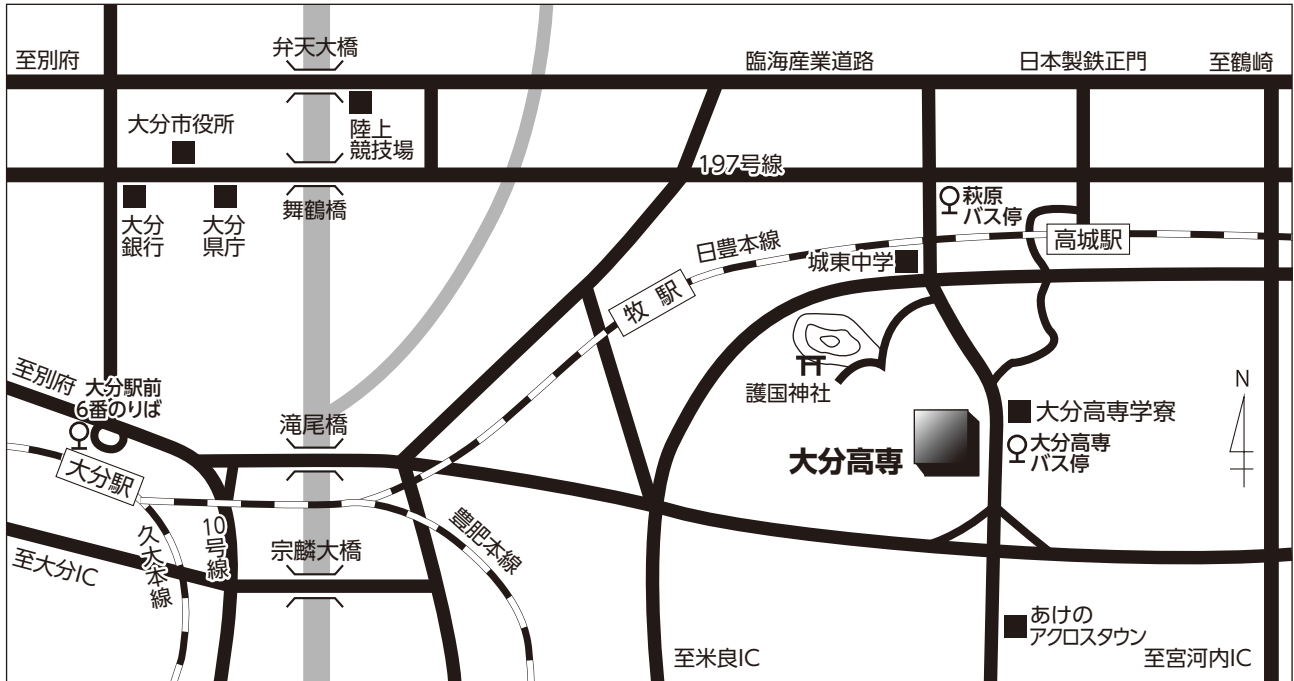 至別府
弁天大橋
臨海産業道路
日本製鉄正門
至鶴崎
大分市役所
陸上
競技場
197号線
大分
銀行
大分
県庁
舞鶴橋
萩原
バス停
日豊本線
城東中学
高城駅
牧駅
至別府
大分駅前
6番のりば
護国神社
N
滝尾橋
大分高専学寮
大分高専
大分高専
バス停
大分駅
久大本線
10号線
宗麟大橋
豊肥本線
至大分IC
あけの
アクロスタウン
至米良IC
至宮河内IC